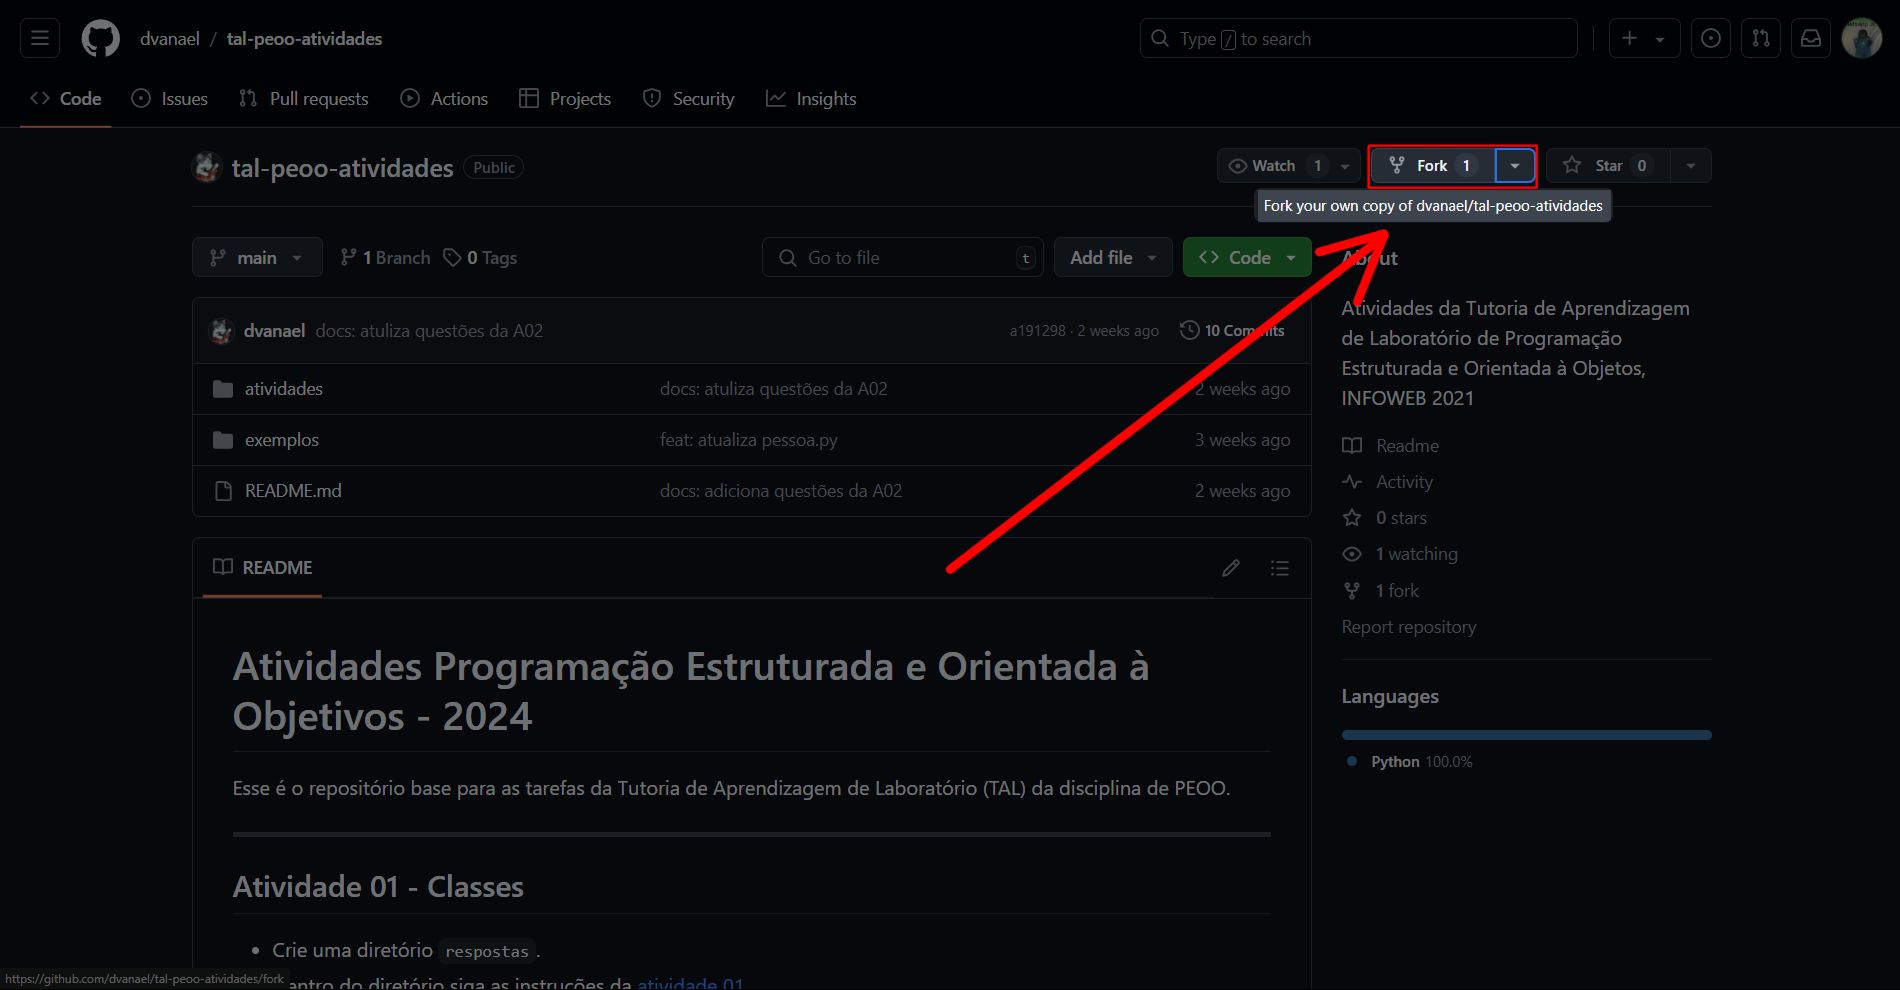 dvanael / tal-peoo-atividades
Type / to search
Code Issues Pull requests Actions Projects Security Insights
tal-peoo-atividades Public
Watch 1 Fork 1 Star 0
Fork your own copy of dvanael/tal-peoo-atividades
main 1 Branch 0 Tags Go to file t Add file Code
About
Atividades da Tutoria de Aprendizagem
de Laboratório de Programação
Estruturada e Orientada à Objetos,
INFOWEB 2021
Readme
Activity
0 stars
1 watching
1 fork
Report repository
Languages
Python 100.0%
dvanael docs: atuliza questões da A02 a191298 · 2 weeks ago 10 Commits
atividades docs: atuliza questões da A02 2 weeks ago
exemplos feat: atualiza pessoa.py 3 weeks ago
README.md docs: adiciona questões da A02 2 weeks ago
README
Atividades Programação Estruturada e Orientada à
Objetivos - 2024
Esse é o repositório base para as tarefas da Tutoria de Aprendizagem de Laboratório (TAL) da disciplina de PEOO.
Atividade 01 - Classes
• Crie uma diretório respostas .
entro do diretório siga as instruções da atividade 01
https://github.com/dvanael/tal-peoo-atividades/fork